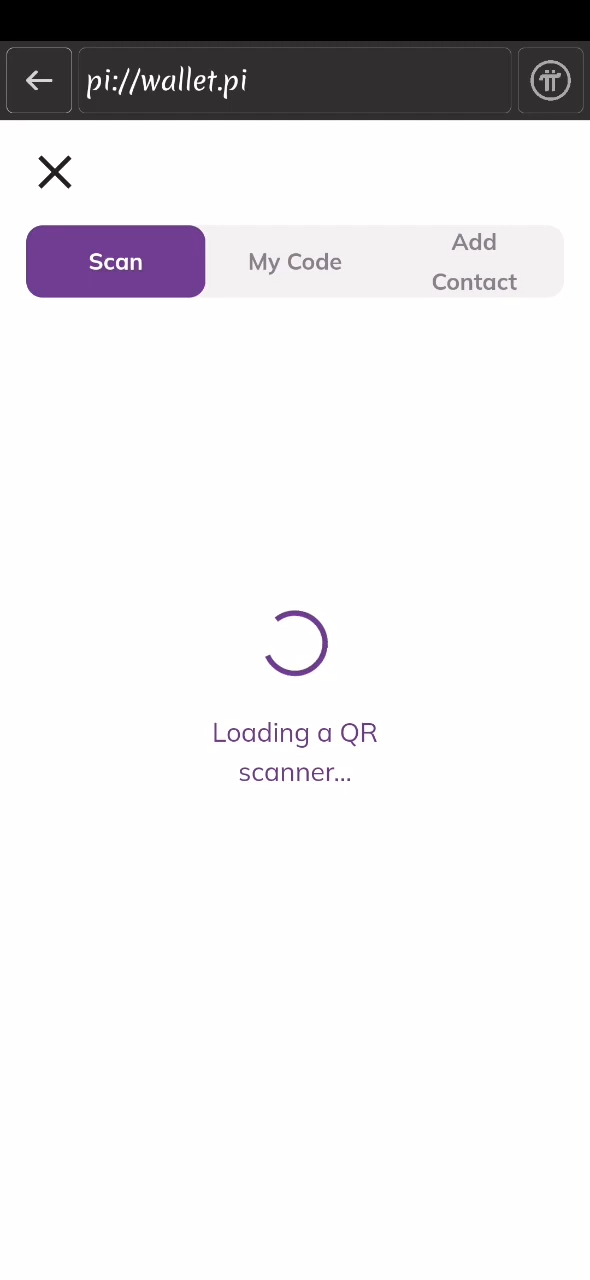 pi://wallet.pi
Scan
My Code
Add
Contact
Loading a QR
scanner...